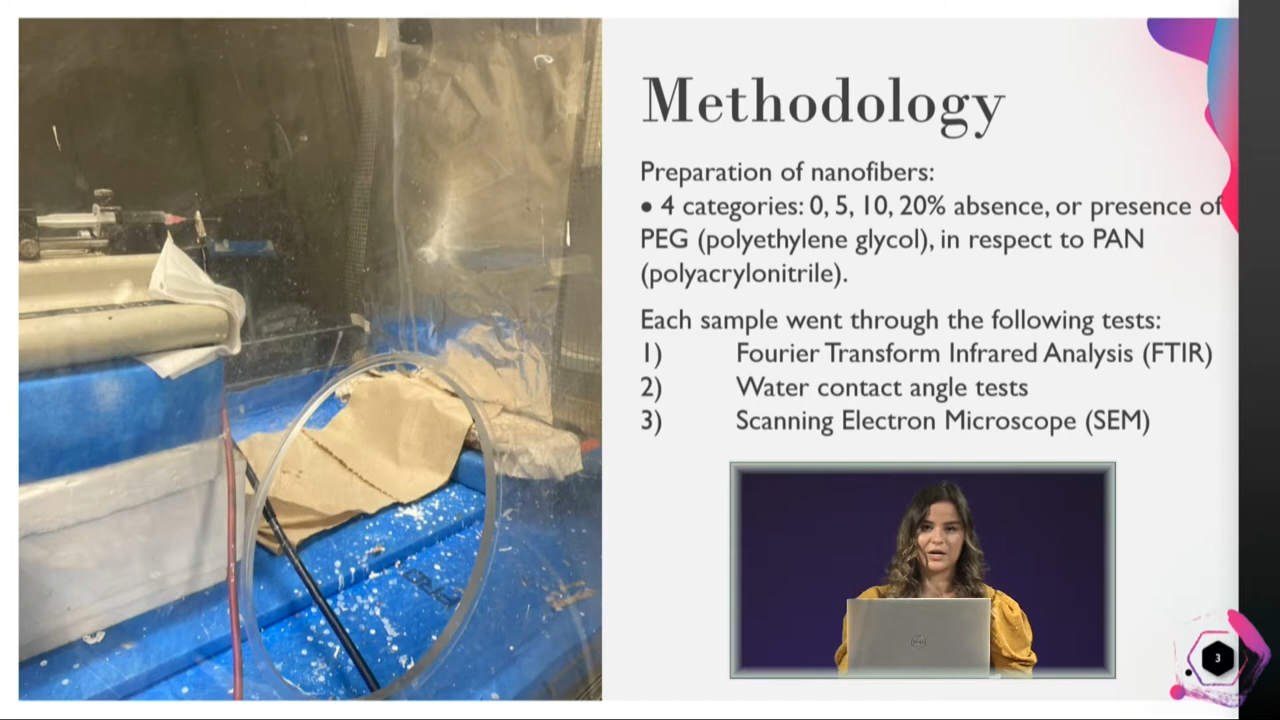 Methodology
Preparation of nanofibers:
• 4 categories: 0, 5, 10, 20% absence, or presence of
PEG (polyethylene glycol), in respect to PAN
(polyacrylonitrile).
Each sample went through the following tests:
1) Fourier Transform Infrared Analysis (FTIR)
2) Water contact angle tests
3) Scanning Electron Microscope (SEM)
3